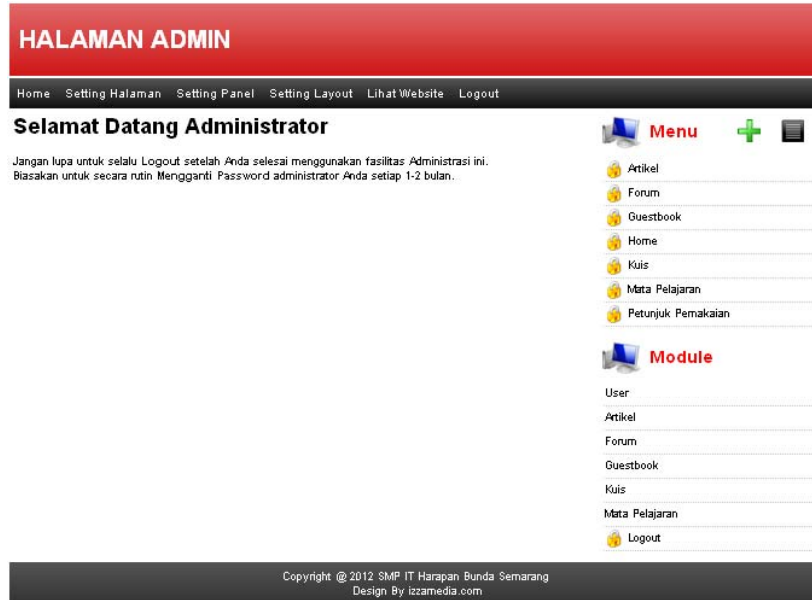 HALAMAN ADMIN
Home Setting Halaman Setting Panel Setting Layout Lihat Website Logout
Selamat Datang Administrator
Jangan lupa untuk selalu Logout setelah Anda selesai menggunakan fasilitas Administrasi ini.
Biasakan untuk secara rutin Mengganti Password administrator Anda setiap 1-2 bulan.
Menu
Artikel
Forum
Guestbook
Home
Kuis
Mata Pelajaran
Petunjuk Pemakaian
Module
User
Artikel
Forum
Guestbook
Kuis
Mata Pelajaran
Logout
Copyright @ 2012 SMP IT Harapan Bunda Semarang
Design By izzamedia.com